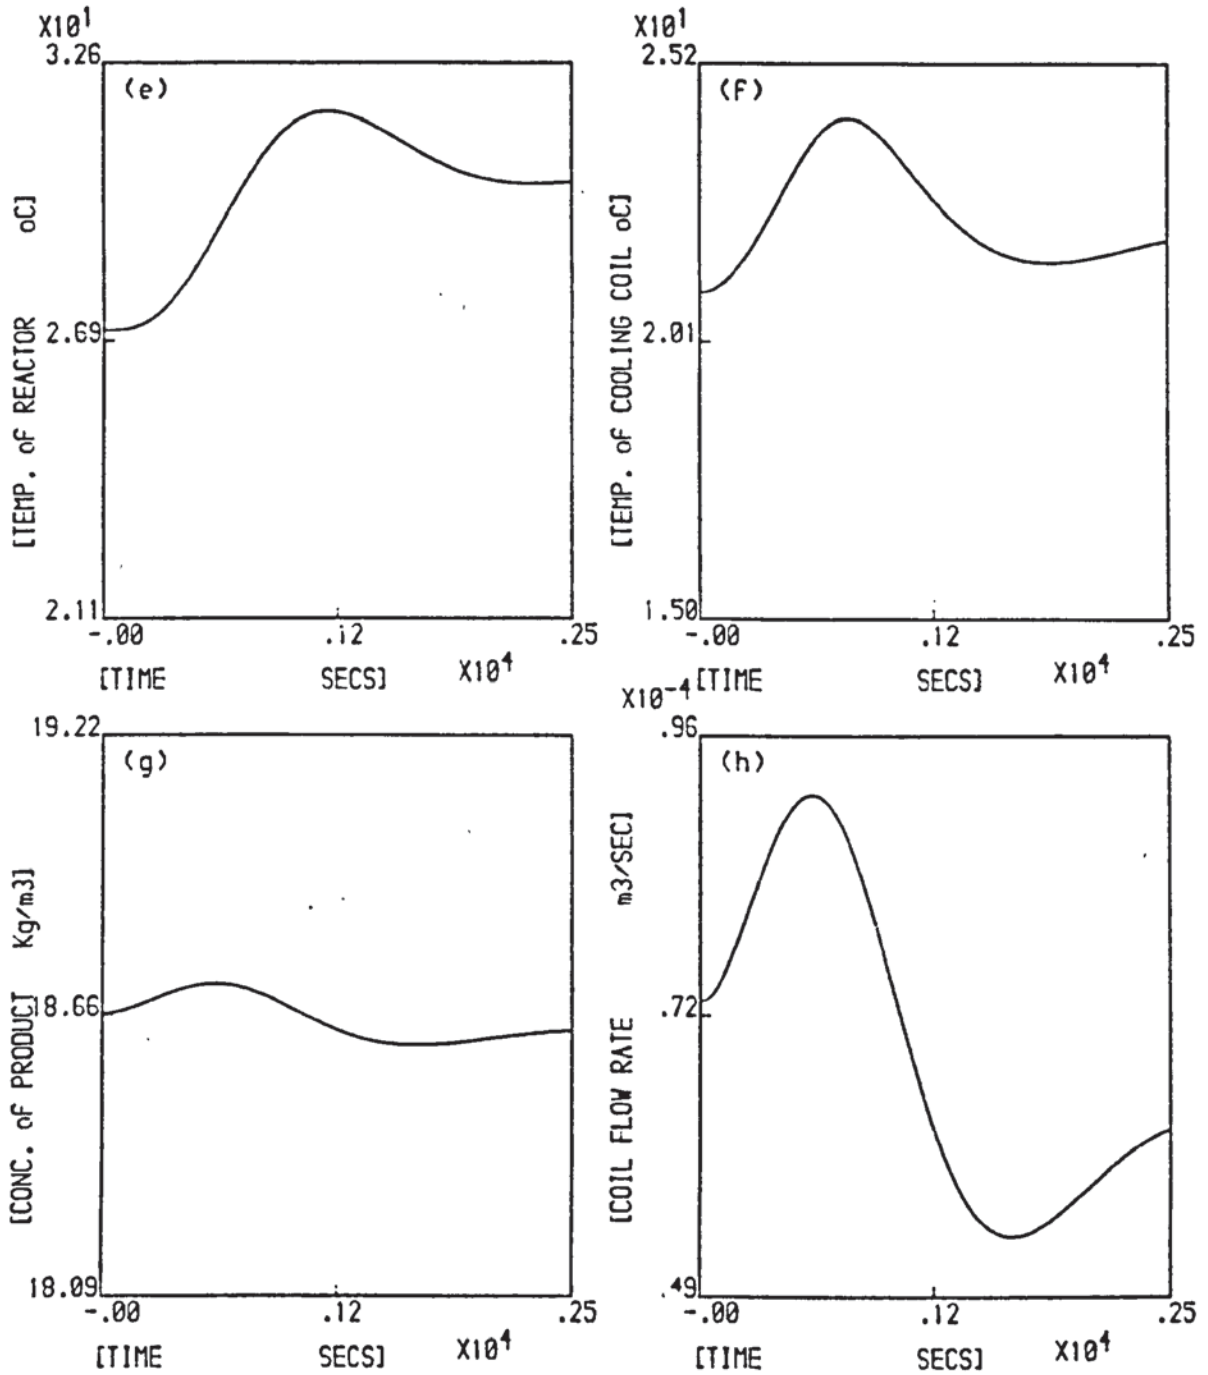 X10¹
3.26
(e)
[TEMP. of REACTOR oC]
2.69
2.11
-.00 .12 .25
[TIME SECS] X10⁴
X10¹
2.52
(f)
[TEMP. of COOLING COIL oC]
2.01
1.50
-.00 .12 .25
[TIME SECS] X10⁴
19.22
(g)
[CONC. of PRODUCT Kg/m3]
18.66
18.09
-.00 .12 .25
[TIME SECS] X10⁴
X10⁻⁴
.96
(h)
[COIL FLOW RATE m3/SEC]
.72
.49
-.00 .12 .25
[TIME SECS] X10⁴